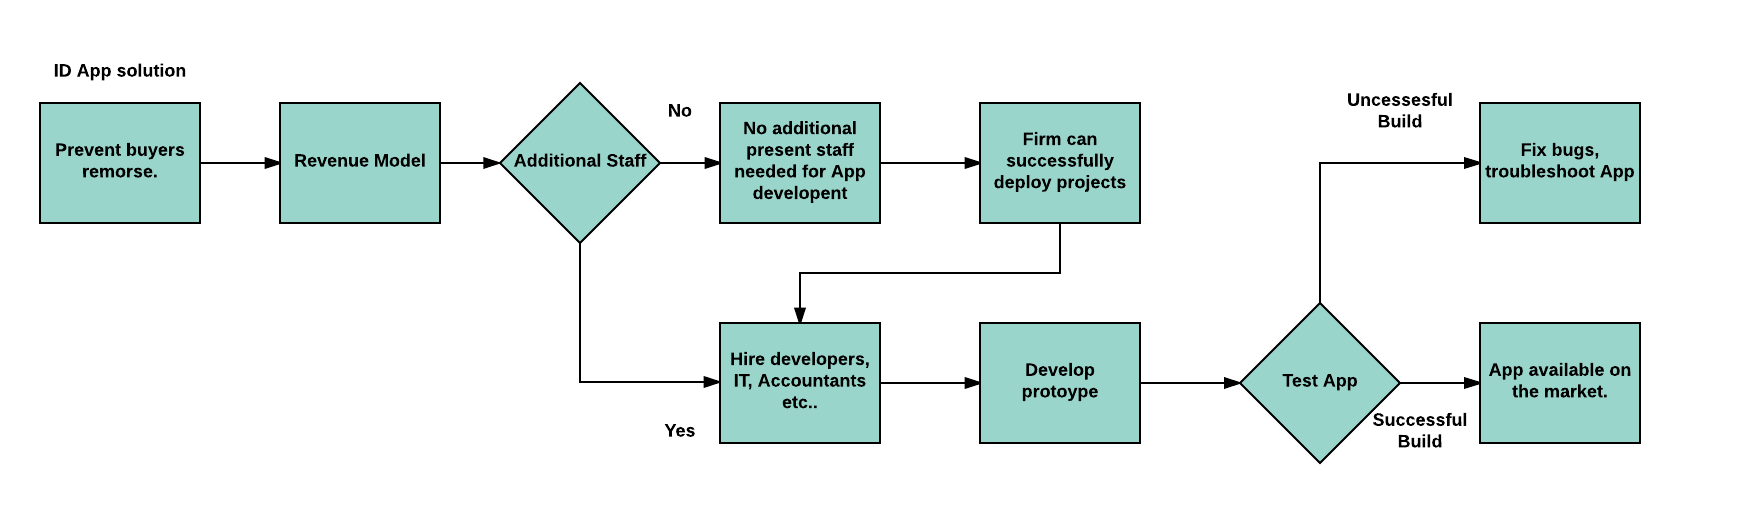 ID App solution
Prevent buyers
remorse.
Revenue Model
Additional Staff
No
No additional
present staff
needed for App
developent
Firm can
successfully
deploy projects
Uncessesful
Build
Fix bugs,
troubleshoot App
Yes
Hire developers,
IT, Accountants
etc..
Develop
protoype
Test App
Successful
Build
App available on
the market.